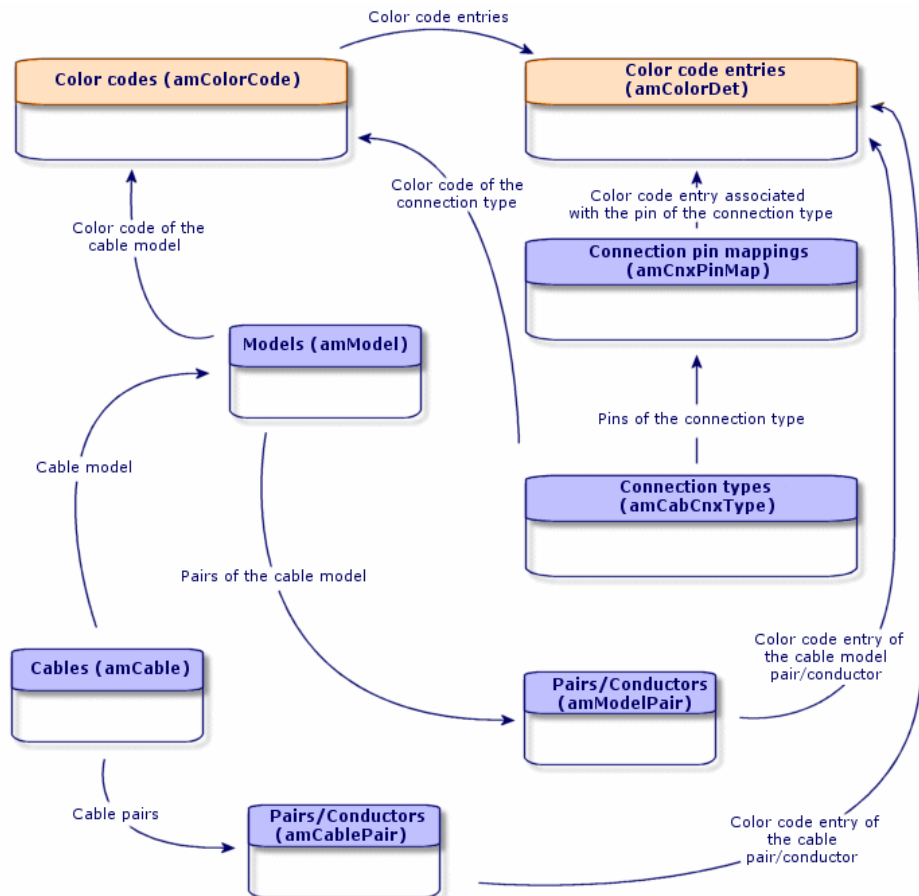 Color code entries
Color codes (amColorCode)
Color code entries
(amColorDet)
Color code of the
connection type
Color code entry associated
with the pin of the connection type
Color code of the
cable model
Connection pin mappings
(amCnxPinMap)
Models (amModel)
Pins of the connection type
Cable model
Connection types
(amCabCnxType)
Pairs of the cable model
Color code entry of
the cable model
pair/conductor
Cables (amCable)
Pairs/Conductors
(amModelPair)
Cable pairs
Pairs/Conductors
(amCablePair)
Color code entry of
the cable
pair/conductor